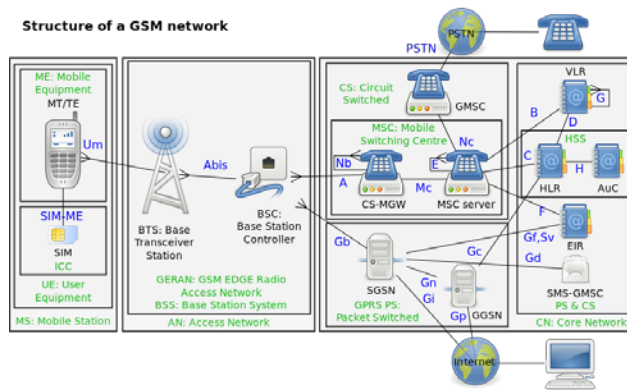 Structure of a GSM network
PSTN
PSTN
ME: Mobile
Equipment
MT/TE
Um
SIM-ME
SIM
ICC
UE: User
Equipment
MS: Mobile Station
BTS: Base
Transceiver
Station
Abis
BSC:
Base Station
Controller
GERAN: GSM EDGE Radio
Access Network
BSS: Base Station System
AN: Access Network
CS: Circuit
Switched
GMSC
MSC: Mobile
Switching Centre
Nc
Nb
E
A
Mc
CS-MGW
MSC server
VLR
B
G
D
HSS
C
H
HLR
AuC
F
EIR
Gb
Gf,Sv
Gc
Gd
SGSN
Gn
Gi
GGSN
Gp
GPRS PS:
Packet Switched
SMS-GMSC
PS & CS
CN: Core Network
Internet